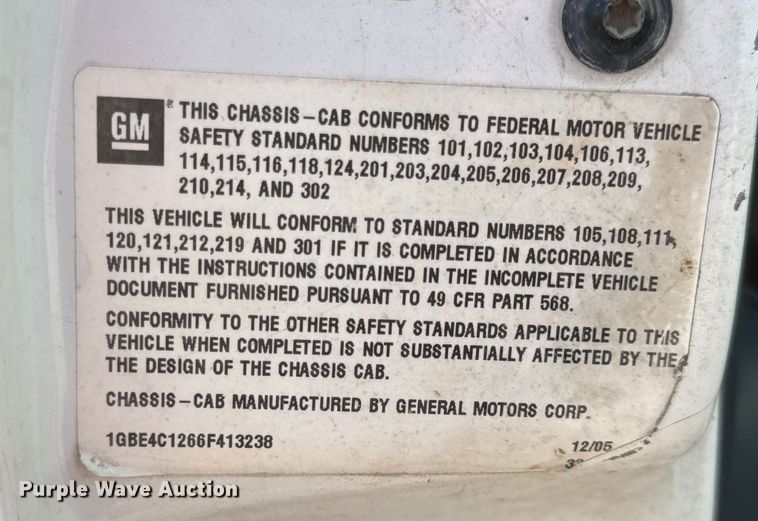 GM
® THIS CHASSIS-CAB CONFORMS TO FEDERAL MOTOR VEHICLE
SAFETY STANDARD NUMBERS 101,102,103,104,106,113,
114,115,116,118,124,201,203,204,205,206,207,208,209,
210,214, AND 302
THIS VEHICLE WILL CONFORM TO STANDARD NUMBERS 105,108,111,
120,121,212,219 AND 301 IF IT IS COMPLETED IN ACCORDANCE
WITH THE INSTRUCTIONS CONTAINED IN THE INCOMPLETE VEHICLE
DOCUMENT FURNISHED PURSUANT TO 49 CFR PART 568.
CONFORMITY TO THE OTHER SAFETY STANDARDS APPLICABLE TO THIS
VEHICLE WHEN COMPLETED IS NOT SUBSTANTIALLY AFFECTED BY THE
THE DESIGN OF THE CHASSIS CAB.
CHASSIS-CAB MANUFACTURED BY GENERAL MOTORS CORP.
1GBE4C1266F413238 12/05
Purple Wave Auction